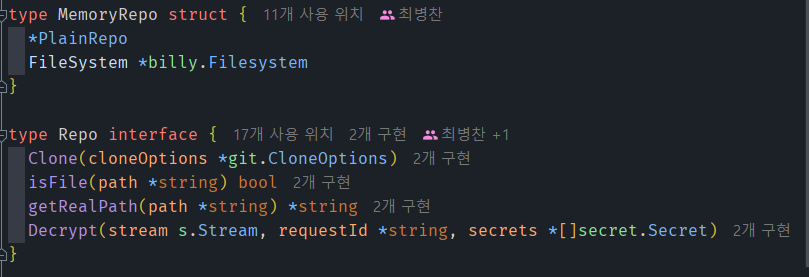 type MemoryRepo struct { 11개 사용 위치 최병찬
*PlainRepo
FileSystem *billy.Filesystem
}
type Repo interface { 17개 사용 위치 2개 구현 최병찬 +1
Clone(cloneOptions *git.CloneOptions) 2개 구현
isFile(path *string) bool 2개 구현
getRealPath(path *string) *string 2개 구현
Decrypt(stream s.Stream, requestId *string, secrets *[]secret.Secret) 2개 구현
}